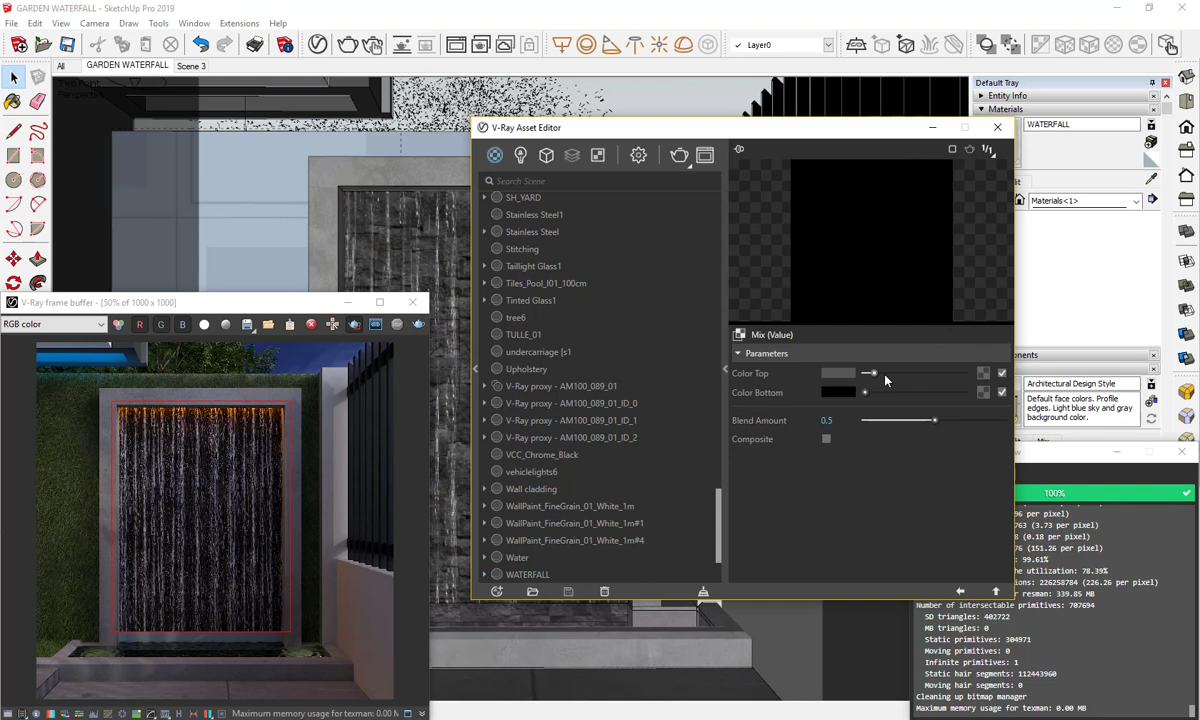 GARDEN WATERFALL - SketchUp Pro 2019
File Edit View Camera Draw Tools Window Extensions Help
Layer0
All GARDEN WATERFALL Scene 3
Two Point
Perspective
Default Tray
Entity Info
Materials
WATERFALL
Materials<1>
Architectural Design Style
Default face colors. Profile
edges. Light blue sky and gray
background color.
V-Ray Asset Editor
Search Scene
SH_YARD
Stainless Steel1
Stainless Steel
Stitching
Taillight Glass1
Tiles_Pool_I01_100cm
Tinted Glass1
tree6
TULLE_01
undercarriage [s1
Upholstery
V-Ray proxy - AM100_089_01
V-Ray proxy - AM100_089_01_ID_0
V-Ray proxy - AM100_089_01_ID_1
V-Ray proxy - AM100_089_01_ID_2
VCC_Chrome_Black
vehiclelights6
Wall cladding
WallPaint_FineGrain_01_White_1m
WallPaint_FineGrain_01_White_1m#1
WallPaint_FineGrain_01_White_1m#4
Water
WATERFALL
1/1
Mix (Value)
Parameters
Color Top
Color Bottom
Blend Amount 0.5
Composite
V-Ray frame buffer - [50% of 1000 x 1000]
RGB color R G B
Maximum memory usage for texman: 0.00 M
100%
96 per pixel)
763 (3.73 per pixel)
8 (0.18 per pixel)
76 (151.26 per pixel)
: 99.61%
he utilization: 78.39%
ions: 226258784 (226.26 per pixel)
resman: 339.85 MB
Number of intersectable primitives: 707694
SD triangles: 402722
MB triangles: 0
Static primitives: 304971
Moving primitives: 0
Infinite primitives: 1
Static hair segments: 112443960
Moving hair segments: 0
Cleaning up bitmap manager
Maximum memory usage for texman: 0.00 MB